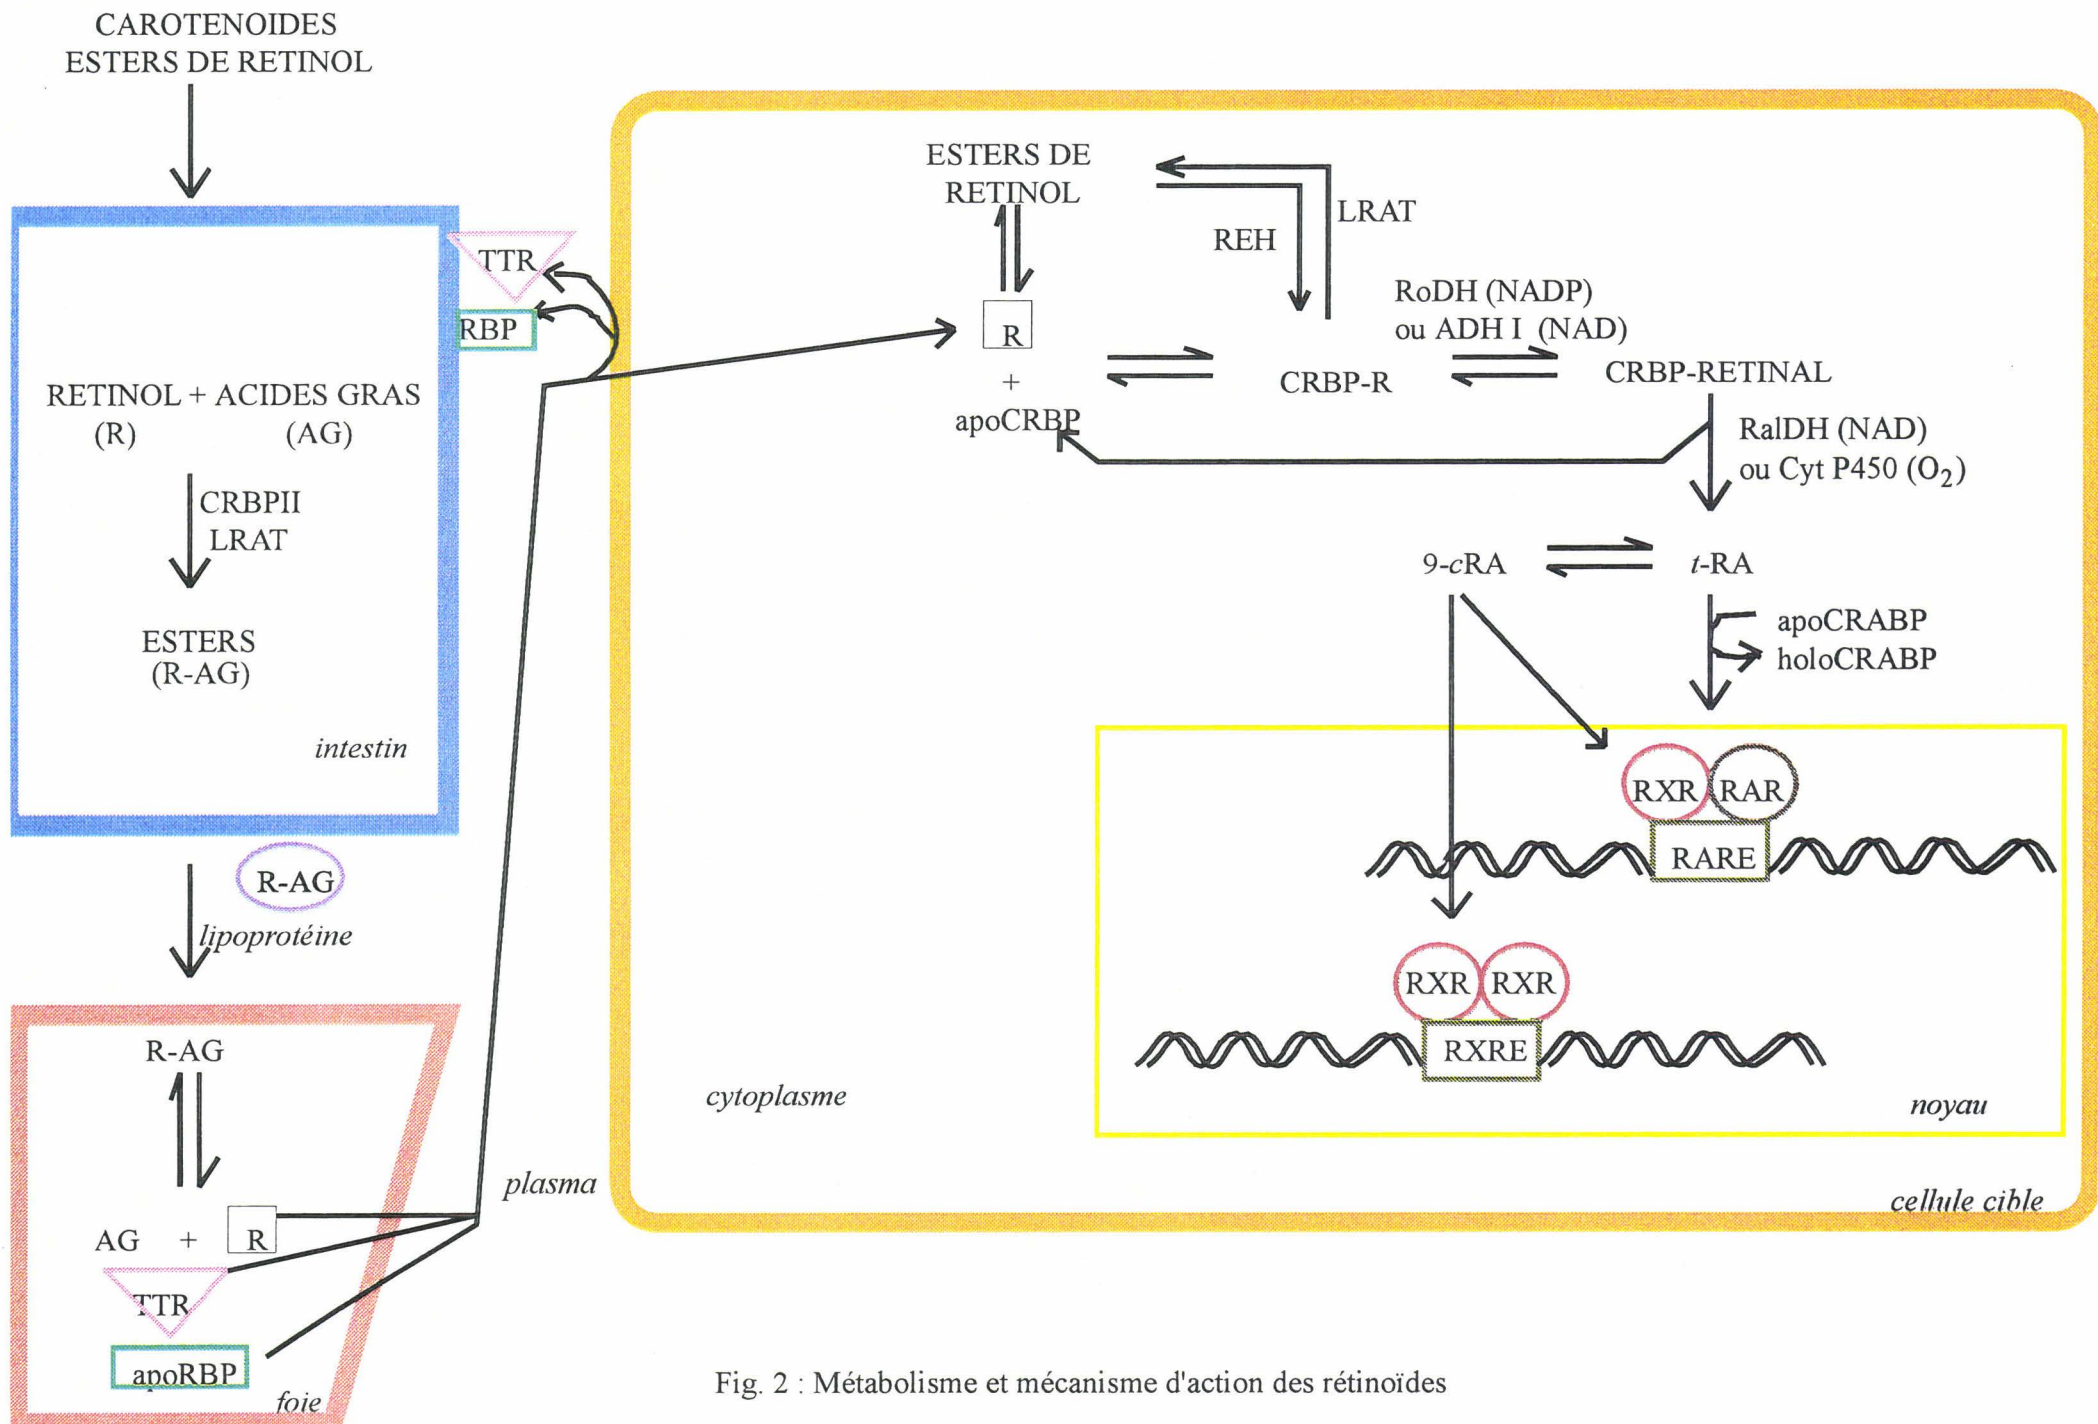 CAROTENOIDES
ESTERS DE RETINOL
TTR
RBP
RETINOL + ACIDES GRAS
(R) (AG)
CRBPII
LRAT
ESTERS
(R-AG)
intestin
R-AG
lipoprotéine
R-AG
AG + R
TTR
apoRBP
foie
plasma
ESTERS DE
RETINOL
LRAT
REH
RoDH (NADP)
ou ADH I (NAD)
R
+
apoCRBP
CRBP-R
CRBP-RETINAL
RalDH (NAD)
ou Cyt P450 (O₂)
9-cRA
t-RA
apoCRABP
holoCRABP
RXR RAR
RARE
RXR RXR
RXRE
cytoplasme
noyau
cellule cible
Fig. 2 : Métabolisme et mécanisme d'action des rétinoïdes